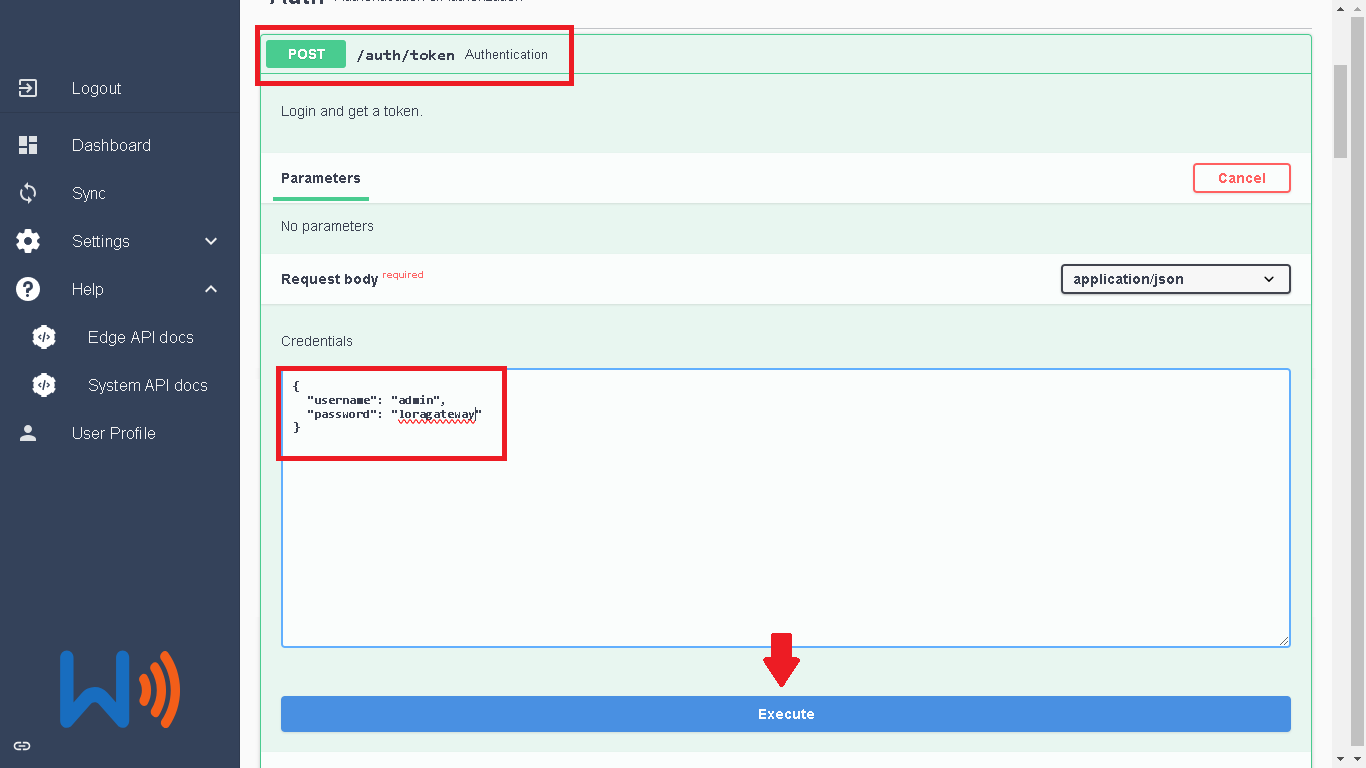 Logout
Dashboard
Sync
Settings
Help
Edge API docs
System API docs
User Profile
POST /auth/token Authentication
Login and get a token.
Parameters
Cancel
No parameters
Request body required
application/json
Credentials
{
"username": "admin",
"password": "loragateway"
}
Execute